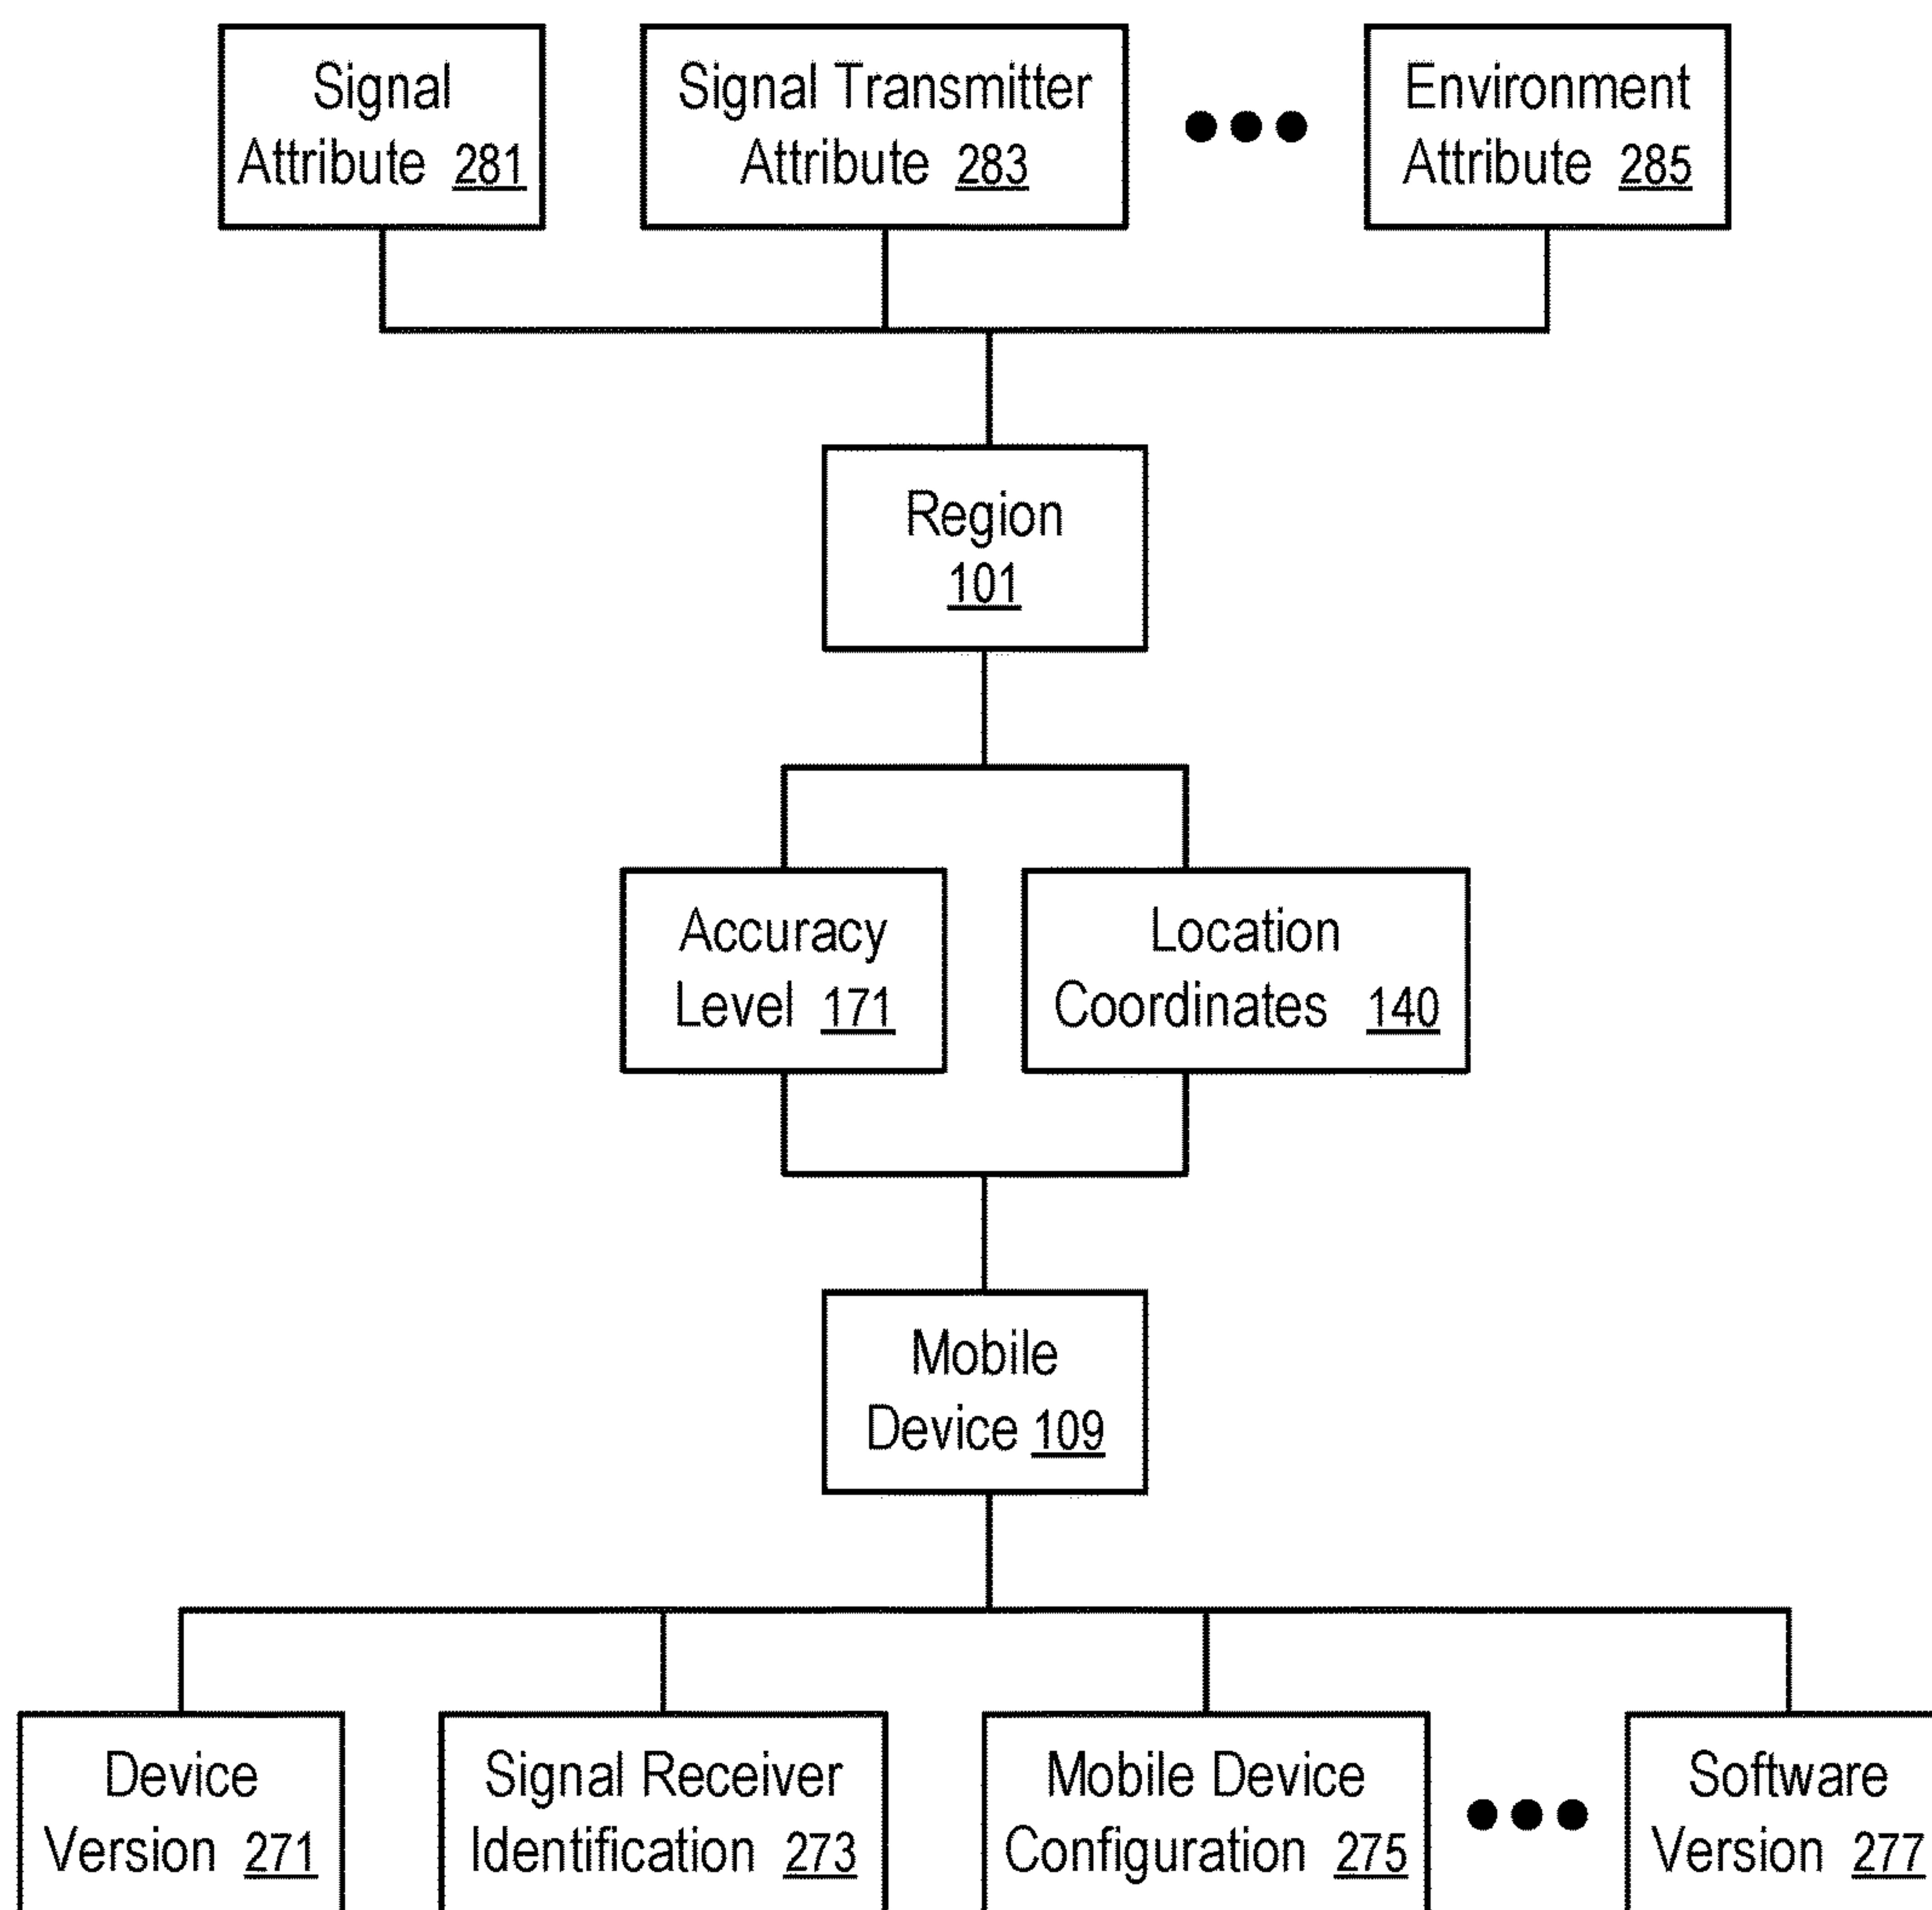 Signal
Attribute 281
Signal Transmitter
Attribute 283
Environment
Attribute 285
Region
101
Accuracy
Level 171
Location
Coordinates 140
Mobile
Device 109
Device
Version 271
Signal Receiver
Identification 273
Mobile Device
Configuration 275
Software
Version 277